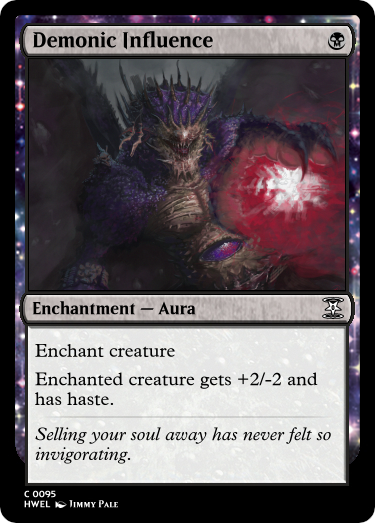 Demonic Influence
Enchantment — Aura
Enchant creature
Enchanted creature gets +2/-2 and
has haste.
Selling your soul away has never felt so
invigorating.
C 0095
HWEL Jimmy Pale